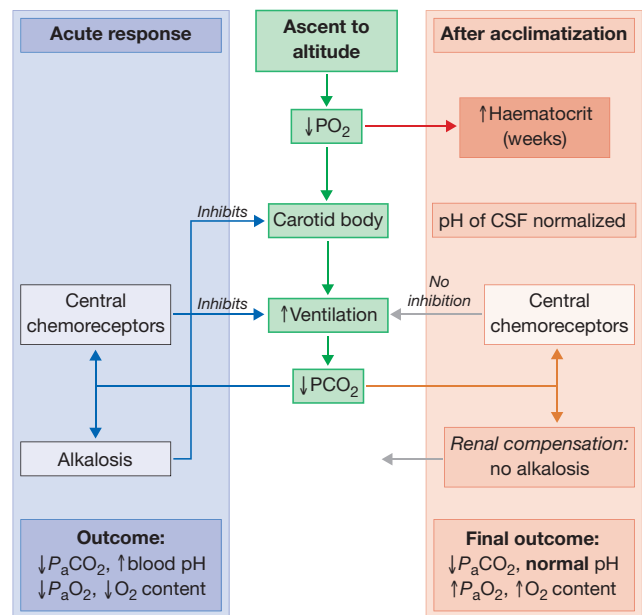 Acute response
Ascent to
altitude
After acclimatization
↓PO₂
↑Haematocrit
(weeks)
Inhibits
Carotid body
pH of CSF normalized
Central
chemoreceptors
Inhibits
↑Ventilation
No
inhibition
Central
chemoreceptors
↓PCO₂
Alkalosis
Renal compensation:
no alkalosis
Outcome:
↓PₐCO₂, ↑blood pH
↓PₐO₂, ↓O₂ content
Final outcome:
↓PₐCO₂, normal pH
↑PₐO₂, ↑O₂ content